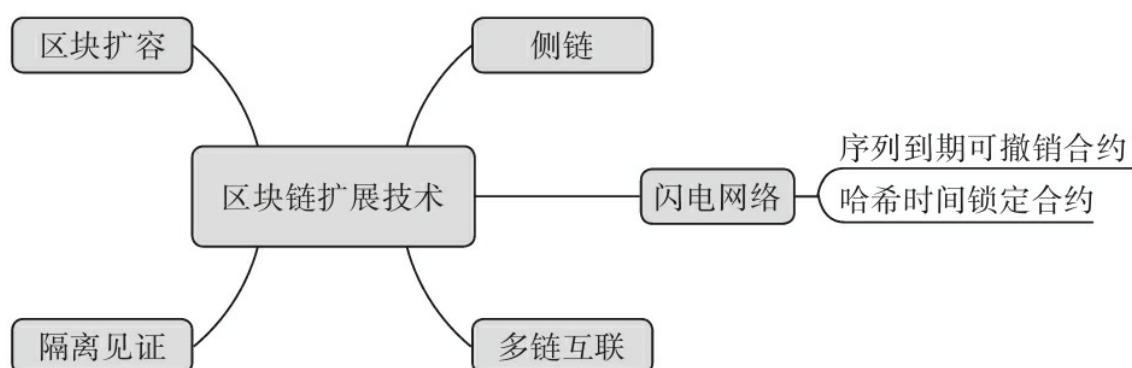 区块扩容
侧链
序列到期可撤销合约
区块链扩展技术
闪电网络
哈希时间锁定合约
隔离见证
多链互联